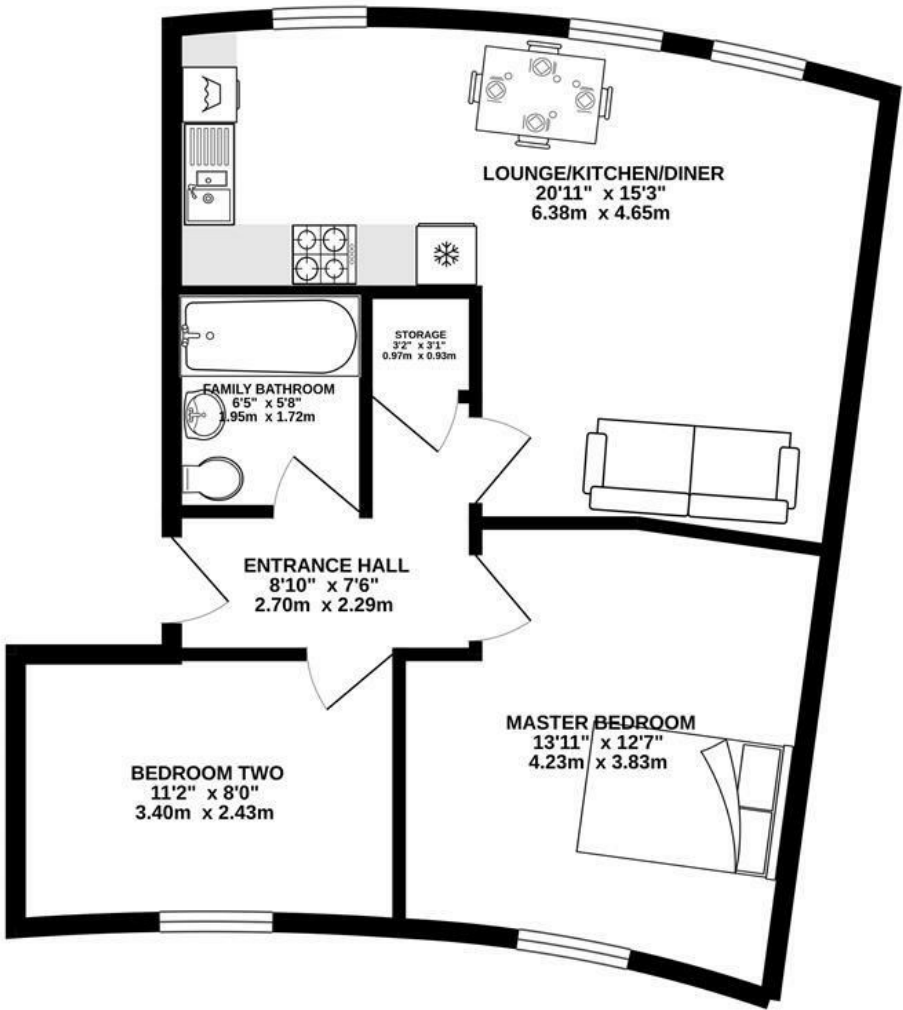 LOUNGE/KITCHEN/DINER
20'11" x 15'3"
6.38m x 4.65m
STORAGE
3'2" x 3'1"
0.97m x 0.93m
FAMILY BATHROOM
6'5" x 5'8"
1.95m x 1.72m
ENTRANCE HALL
8'10" x 7'6"
2.70m x 2.29m
MASTER BEDROOM
13'11" x 12'7"
4.23m x 3.83m
BEDROOM TWO
11'2" x 8'0"
3.40m x 2.43m